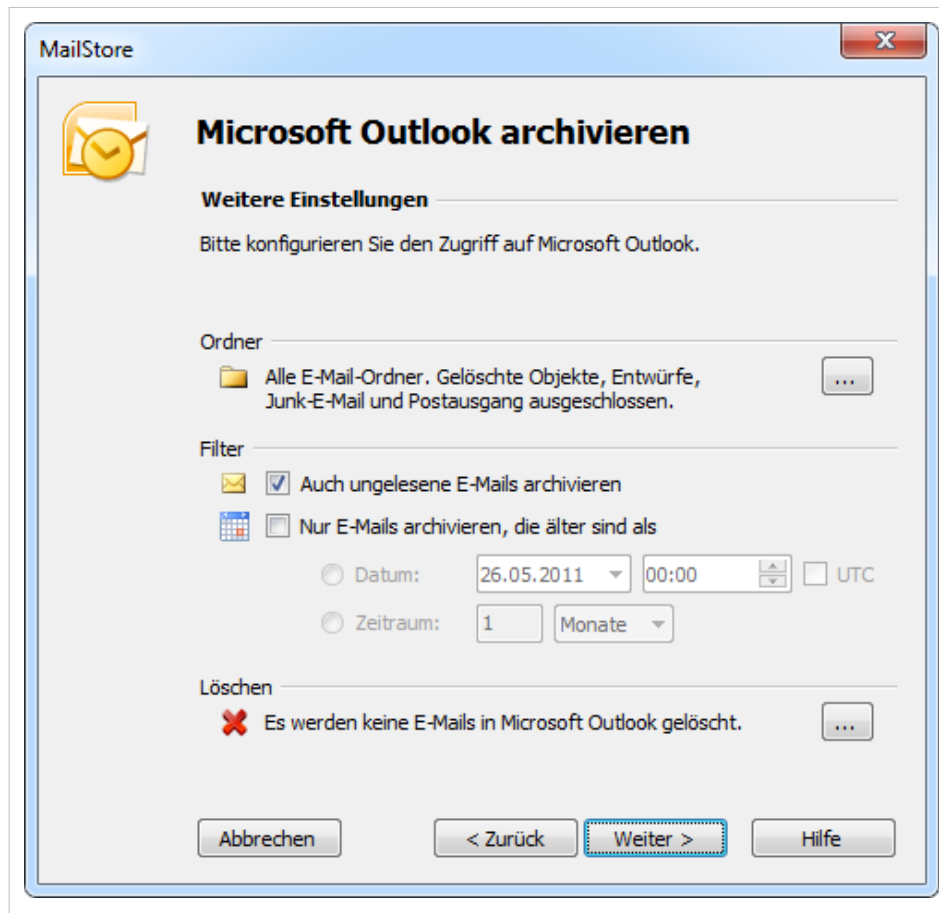 MailStore
Microsoft Outlook archivieren
Weitere Einstellungen
Bitte konfigurieren Sie den Zugriff auf Microsoft Outlook.
Ordner
Alle E-Mail-Ordner. Gelöschte Objekte, Entwürfe,
Junk-E-Mail und Postausgang ausgeschlossen.
...
Filter
Auch ungelesene E-Mails archivieren
Nur E-Mails archivieren, die älter sind als
Datum: 26.05.2011 00:00 UTC
Zeitraum: 1 Monate
Löschen
Es werden keine E-Mails in Microsoft Outlook gelöscht.
...
Abbrechen < Zurück Weiter > Hilfe